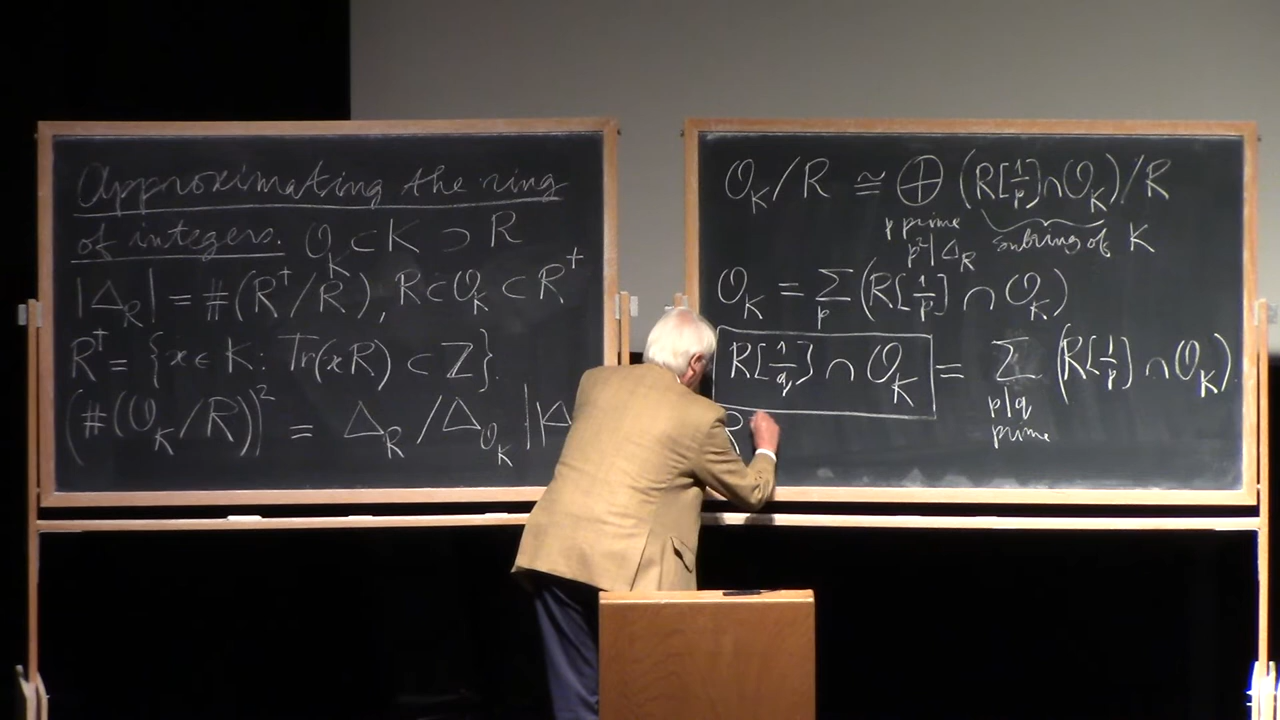 Approximating the ring
of integers. O_K ⊂ K ⊃ R
|Δ_R| = #(R†/R), R ⊂ O_K ⊂ R†
R† = {x ∈ K : Tr(xR) ⊂ ℤ}.
(#(O_K/R))² = Δ_R / Δ_{O_K} | Δ
O_K/R ≅ ⊕ (R[1/p] ∩ O_K)/R
p prime
p² | Δ_R
subring of K
O_K = Σ_p (R[1/p] ∩ O_K)
R[1/q] ∩ O_K = Σ (R[1/p] ∩ O_K).
p|q
prime
R